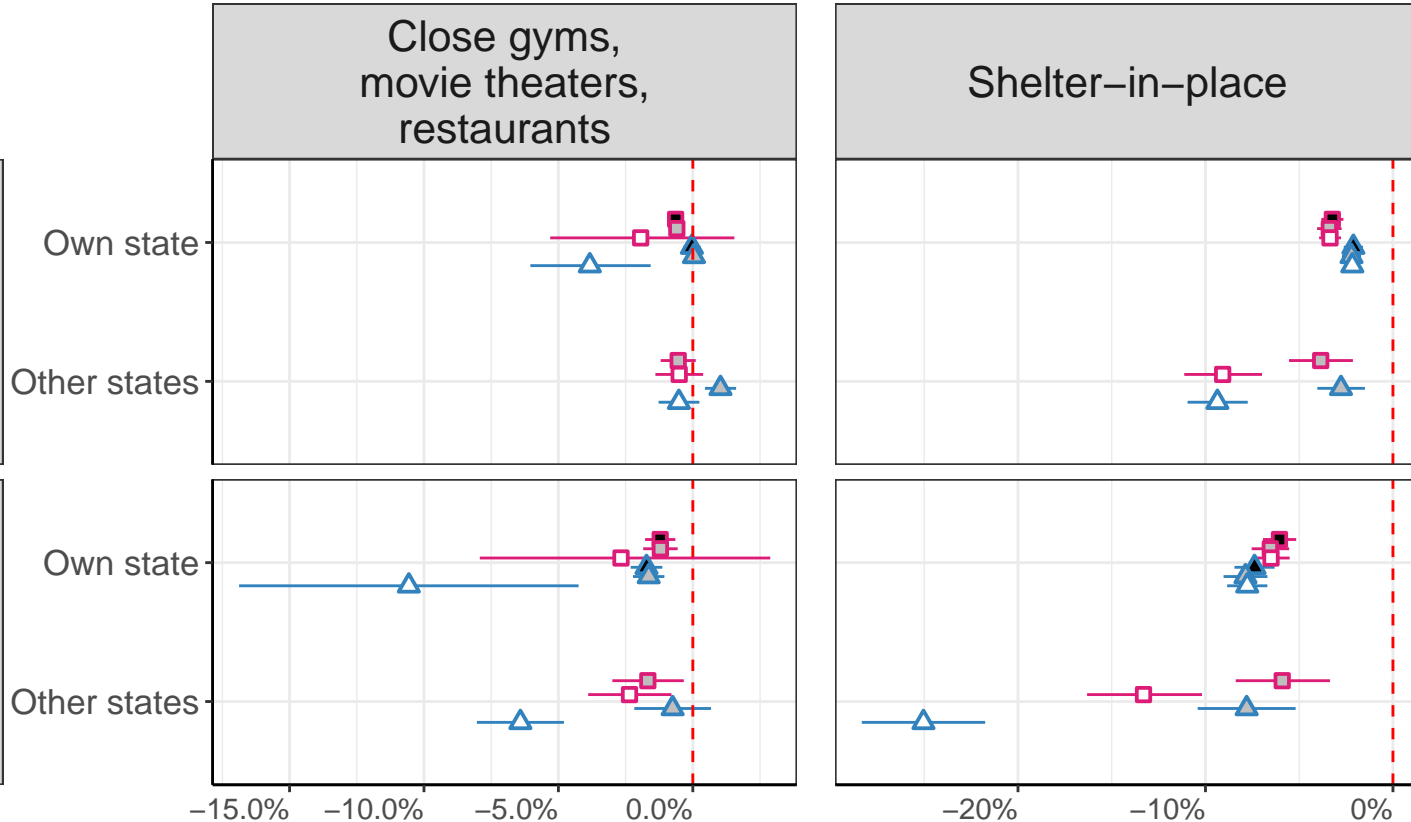 Close gyms,
movie theaters,
restaurants
Shelter−in−place
Own state
Other states
Own state
Other states
−15.0% −10.0% −5.0% 0.0%
−20% −10% 0%